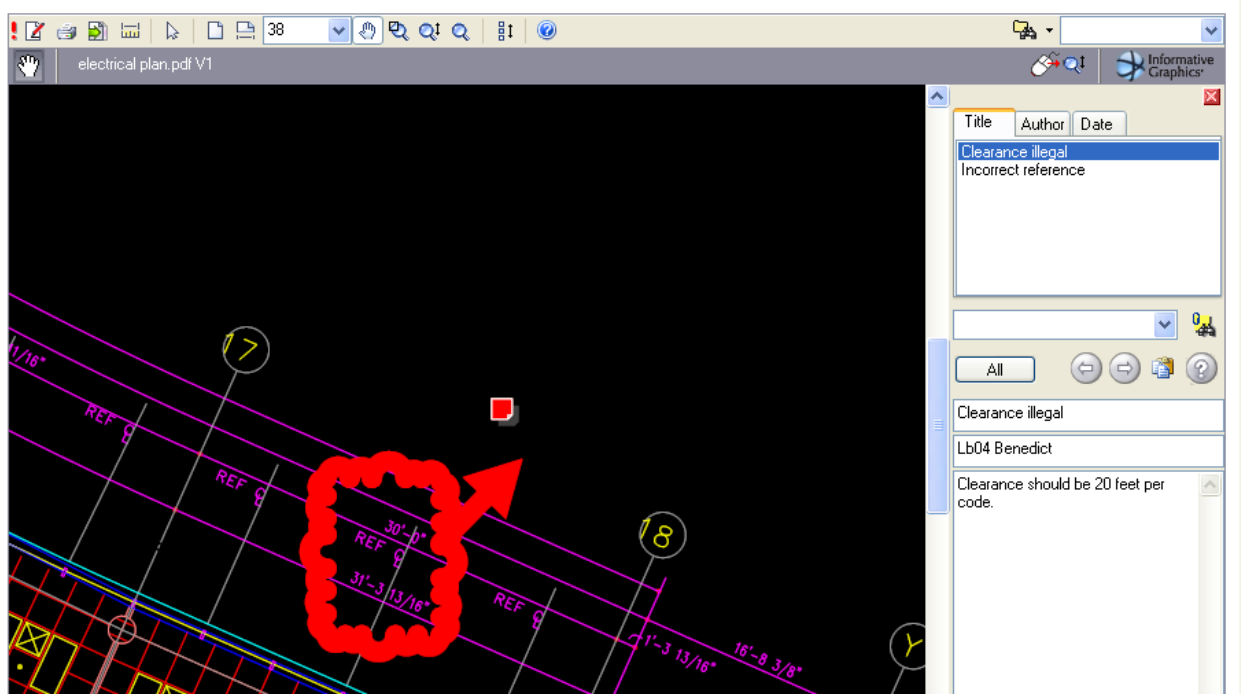 38
electrical plan.pdf V1
Informative
Graphics
Title
Author
Date
Clearance illegal
Incorrect reference
All
Clearance illegal
Lb04 Benedict
Clearance should be 20 feet per
code.
17
1/16"
REF
REF
30'-0"
REF
31'-3 13/16"
REF
18
1'-3 13/16"
16'-8 3/8"
Y